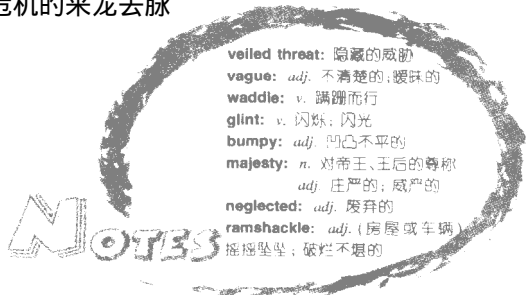 危机的来龙去脉
veiled threat: 隐藏的威胁
vague: adj. 不清楚的;暧昧的
waddle: v. 蹒跚而行
glint: v. 闪烁; 闪光
bumpy: adj. 凹凸不平的
majesty: n. 对帝王、王后的尊称
adj. 庄严的; 威严的
neglected: adj. 废弃的
ramshackle: adj. (房屋或车辆)
摇摇坠坠; 破烂不堪的
NOTES